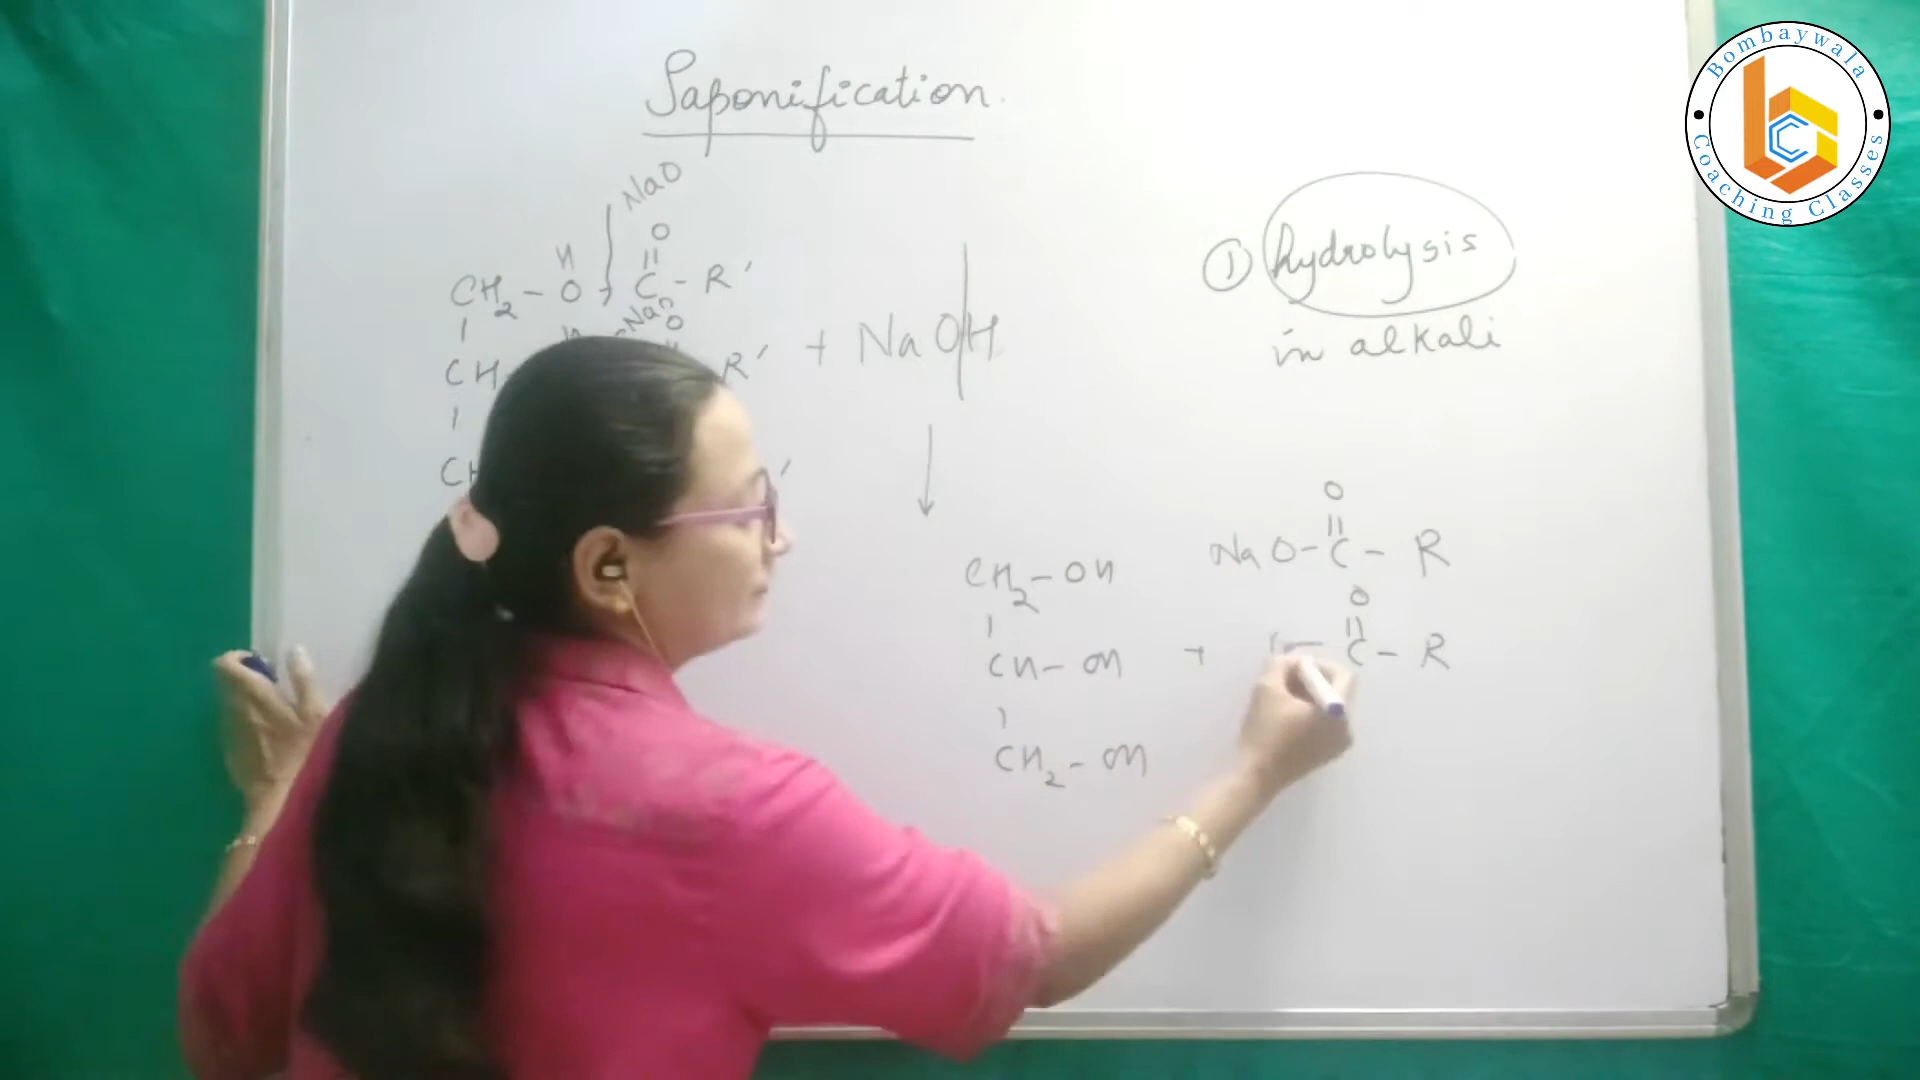 Saponification.
NaO
H O
CH2 - O C - R'
Na O
CH R' + NaOH
CH
① hydrolysis
in alkali
O
CH2 - OH NaO - C - R
O
CH - OH + C - R
CH2 - OH
Bombaywala
Coaching Classes